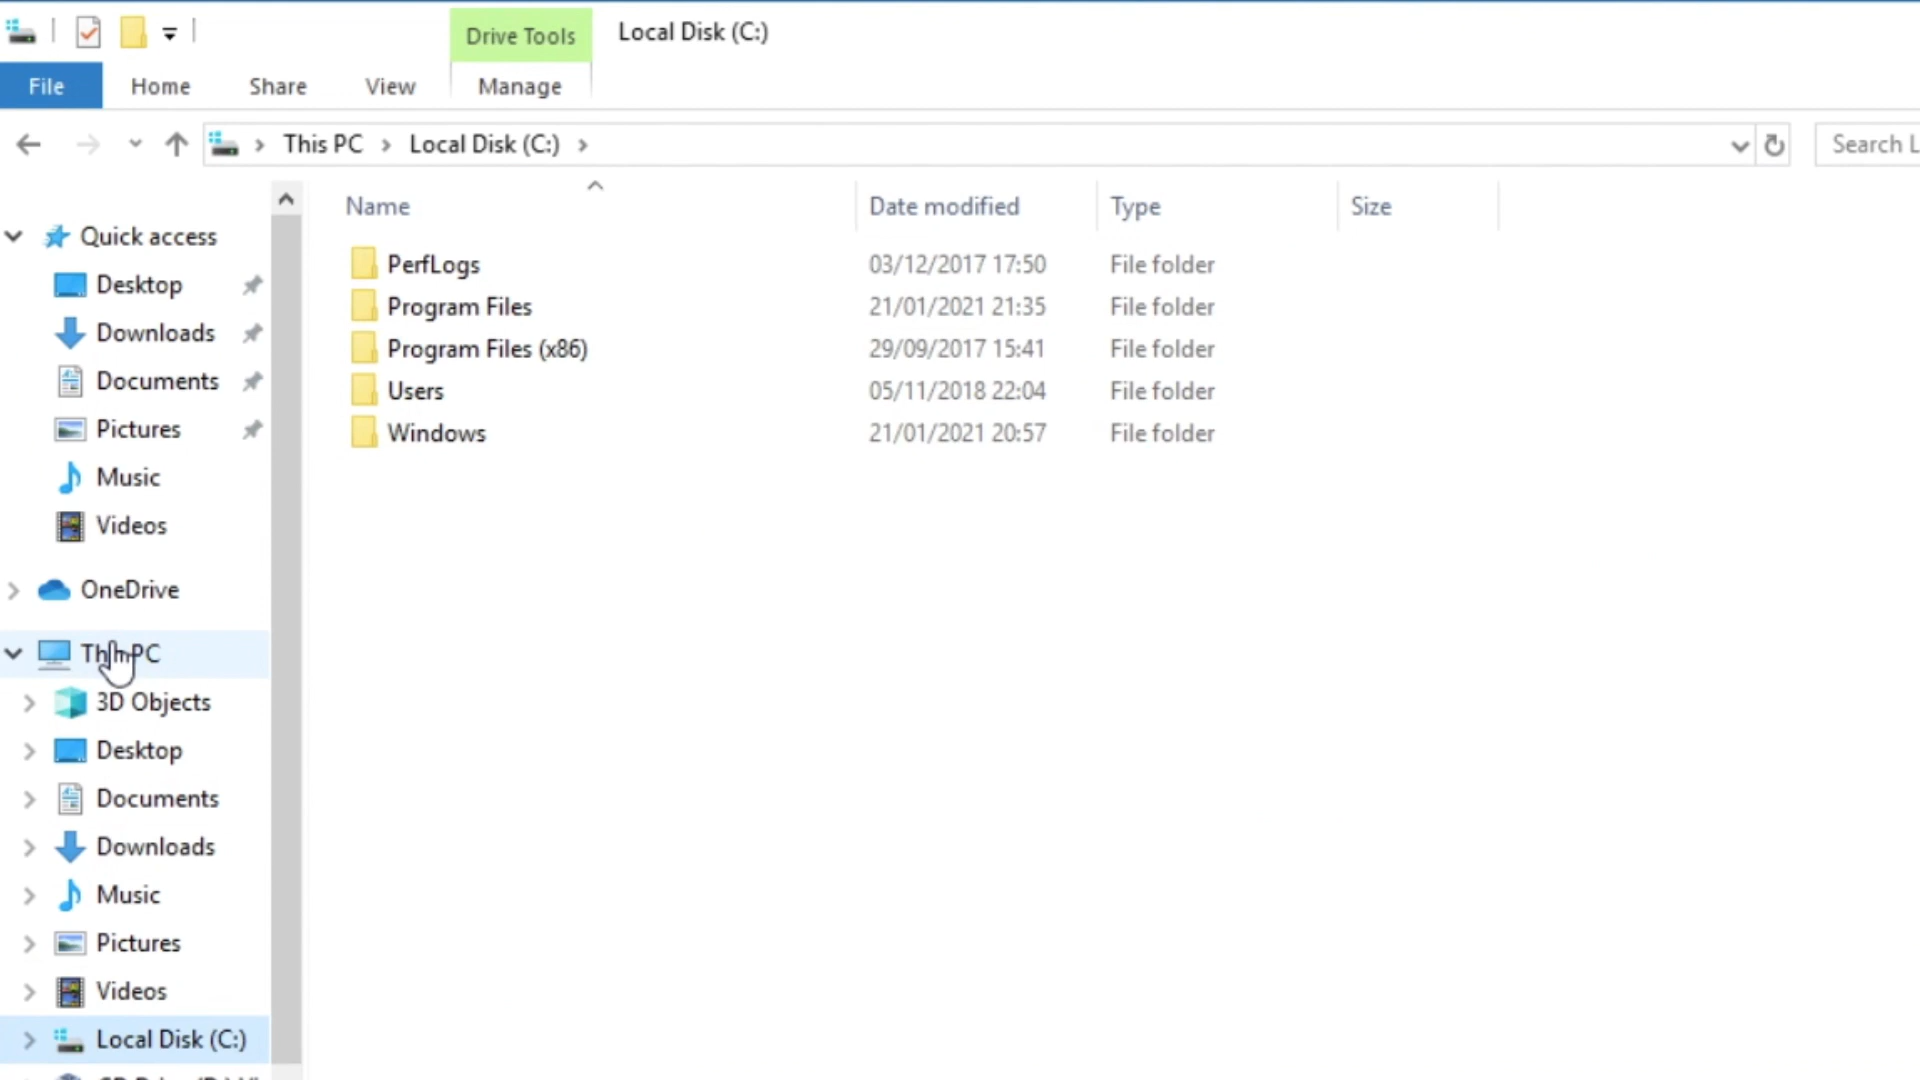 Drive Tools
Local Disk (C:)
File
Home
Share
View
Manage
This PC
Local Disk (C:)
Search L
Name
Date modified
Type
Size
Quick access
Desktop
Downloads
Documents
Pictures
Music
Videos
OneDrive
This PC
3D Objects
Desktop
Documents
Downloads
Music
Pictures
Videos
Local Disk (C:)
PerfLogs 03/12/2017 17:50 File folder
Program Files 21/01/2021 21:35 File folder
Program Files (x86) 29/09/2017 15:41 File folder
Users 05/11/2018 22:04 File folder
Windows 21/01/2021 20:57 File folder